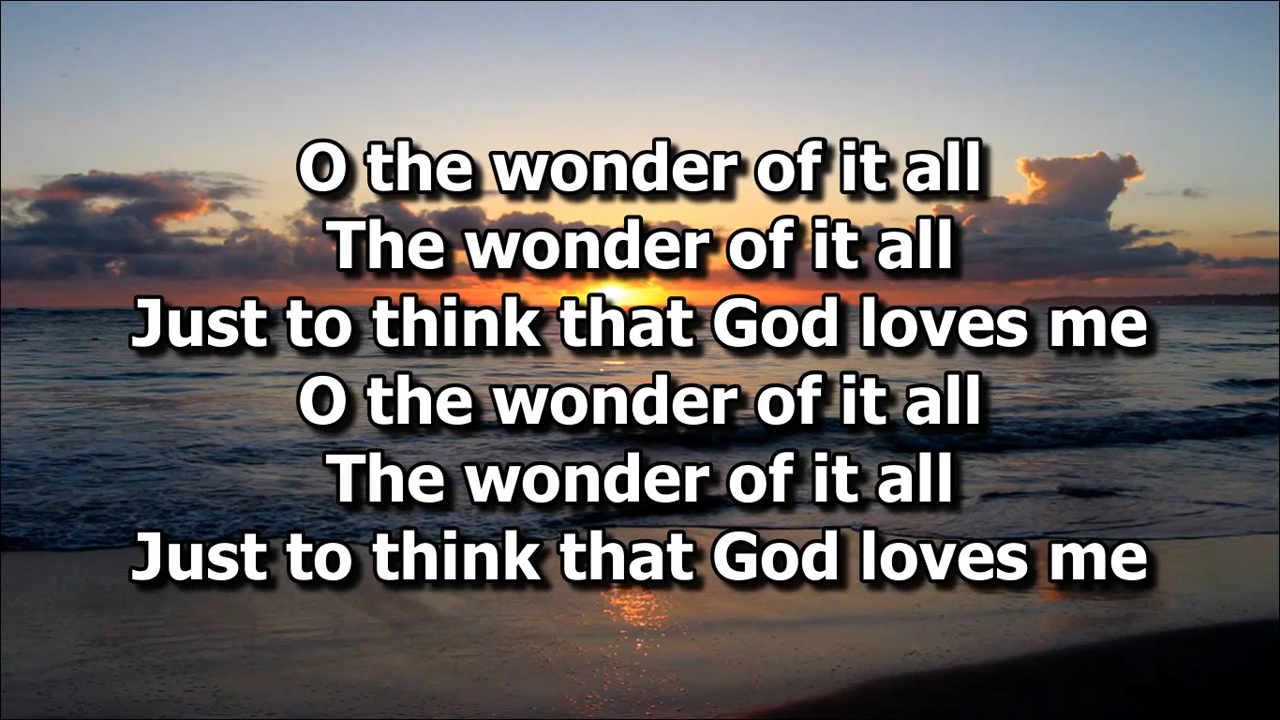 O the wonder of it all
The wonder of it all
Just to think that God loves me
O the wonder of it all
The wonder of it all
Just to think that God loves me